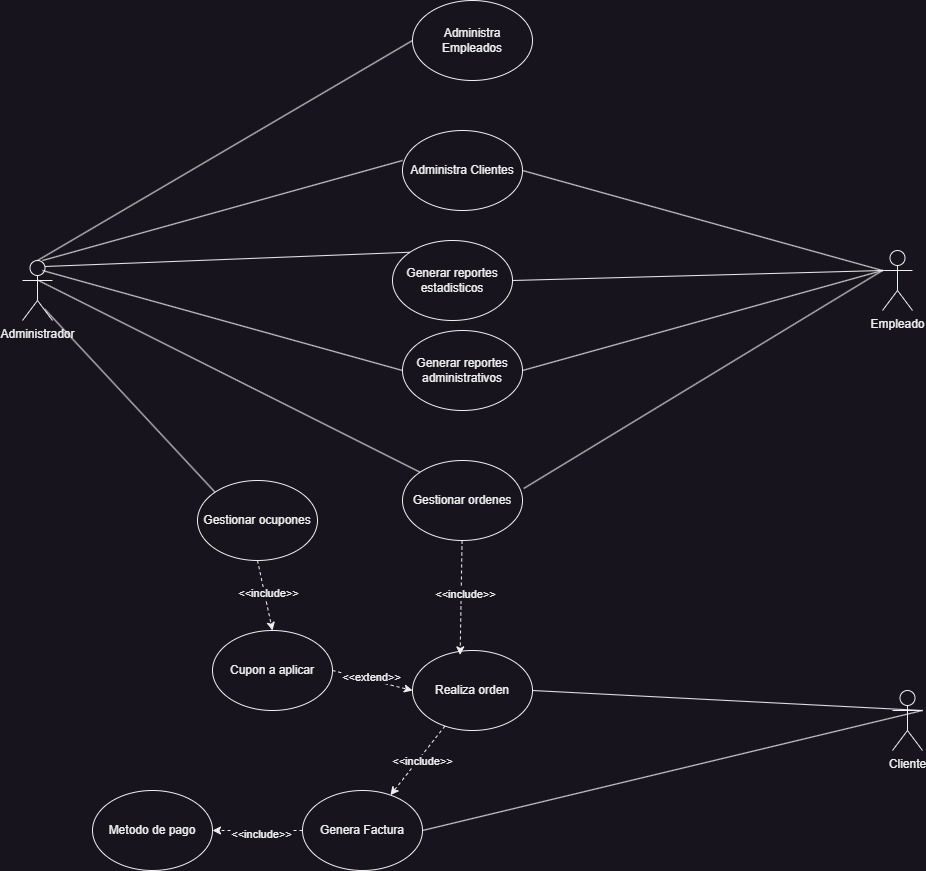 Administra
Empleados
Administra Clientes
Generar reportes
estadisticos
Empleado
Administrador
Generar reportes
administrativos
Gestionar ordenes
Gestionar ocupones
<<include>>
<<include>>
Cupon a aplicar
<<extend>>
Realiza orden
<<include>>
Cliente
Metodo de pago
<<include>>
Genera Factura